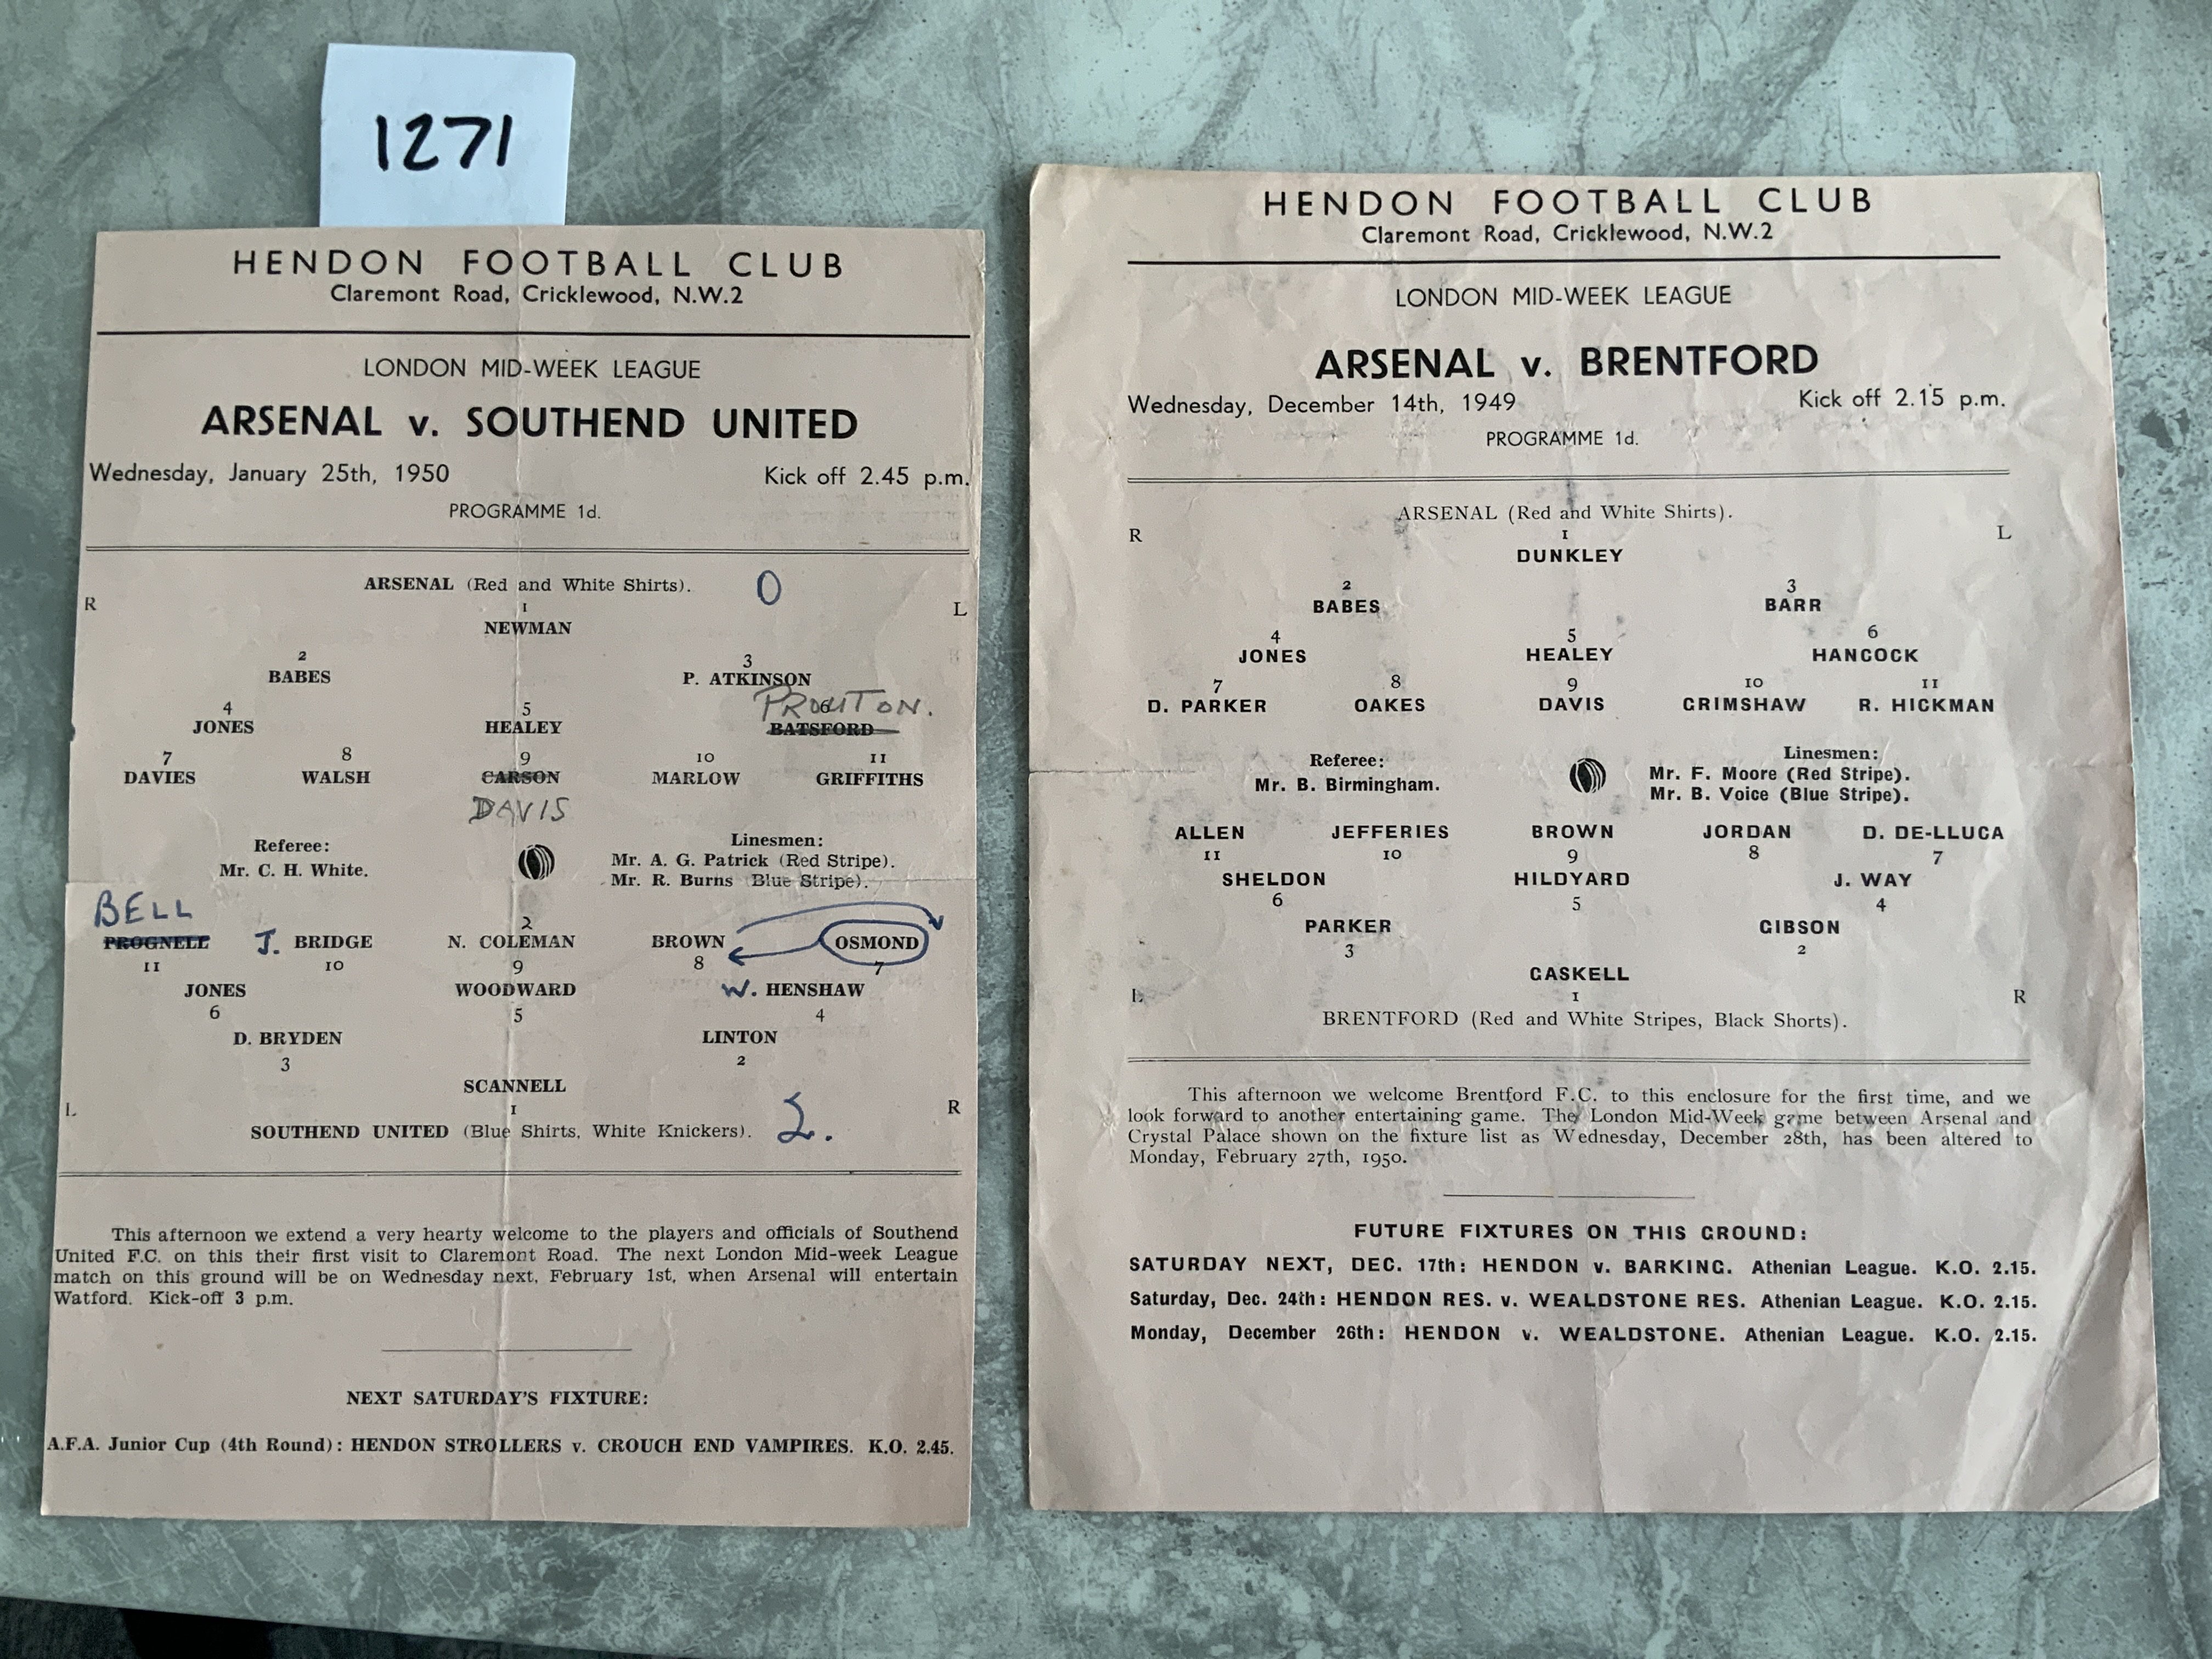 1271
HENDON FOOTBALL CLUB
Claremont Road, Cricklewood, N.W.2
LONDON MID-WEEK LEAGUE
ARSENAL v. SOUTHEND UNITED
Wednesday, January 25th, 1950 Kick off 2.45 p.m.
PROGRAMME 1d.
ARSENAL (Red and White Shirts). 0
R L
1
NEWMAN
2 3
BABES P. ATKINSON
PROUTON.
4 5 6
JONES HEALEY BATSFORD
7 8 9 10 11
DAVIES WALSH CARSON MARLOW GRIFFITHS
DAVIS
Referee: Linesmen:
Mr. C. H. White. Mr. A. G. Patrick (Red Stripe).
Mr. R. Burns Blue Stripe).
BELL
2
PROGNELL J. BRIDGE N. COLEMAN BROWN OSMOND
11 10 9 8 7
JONES WOODWARD W. HENSHAW
6 5 4
D. BRYDEN LINTON
3 2
SCANNELL
L 1 R
SOUTHEND UNITED (Blue Shirts, White Knickers). 2.
This afternoon we extend a very hearty welcome to the players and officials of Southend
United F.C. on this their first visit to Claremont Road. The next London Mid-week League
match on this ground will be on Wednesday next, February 1st, when Arsenal will entertain
Watford. Kick-off 3 p.m.
NEXT SATURDAY'S FIXTURE:
A.F.A. Junior Cup (4th Round): HENDON STROLLERS v. CROUCH END VAMPIRES. K.O. 2.45.
HENDON FOOTBALL CLUB
Claremont Road, Cricklewood, N.W.2
LONDON MID-WEEK LEAGUE
ARSENAL v. BRENTFORD
Wednesday, December 14th, 1949 Kick off 2.15 p.m.
PROGRAMME 1d.
ARSENAL (Red and White Shirts).
R 1 L
DUNKLEY
2 3
BABES BARR
4 5 6
JONES HEALEY HANCOCK
7 8 9 10 11
D. PARKER OAKES DAVIS GRIMSHAW R. HICKMAN
Referee: Linesmen:
Mr. B. Birmingham. Mr. F. Moore (Red Stripe).
Mr. B. Voice (Blue Stripe).
ALLEN JEFFERIES BROWN JORDAN D. DE-LLUCA
11 10 9 8 7
SHELDON HILDYARD J. WAY
6 5 4
PARKER GIBSON
3 2
GASKELL
L 1 R
BRENTFORD (Red and White Stripes, Black Shorts).
This afternoon we welcome Brentford F.C. to this enclosure for the first time, and we
look forward to another entertaining game. The London Mid-Week game between Arsenal and
Crystal Palace shown on the fixture list as Wednesday, December 28th, has been altered to
Monday, February 27th, 1950.
FUTURE FIXTURES ON THIS GROUND:
SATURDAY NEXT, DEC. 17th: HENDON v. BARKING. Athenian League. K.O. 2.15.
Saturday, Dec. 24th: HENDON RES. v. WEALDSTONE RES. Athenian League. K.O. 2.15.
Monday, December 26th: HENDON v. WEALDSTONE. Athenian League. K.O. 2.15.